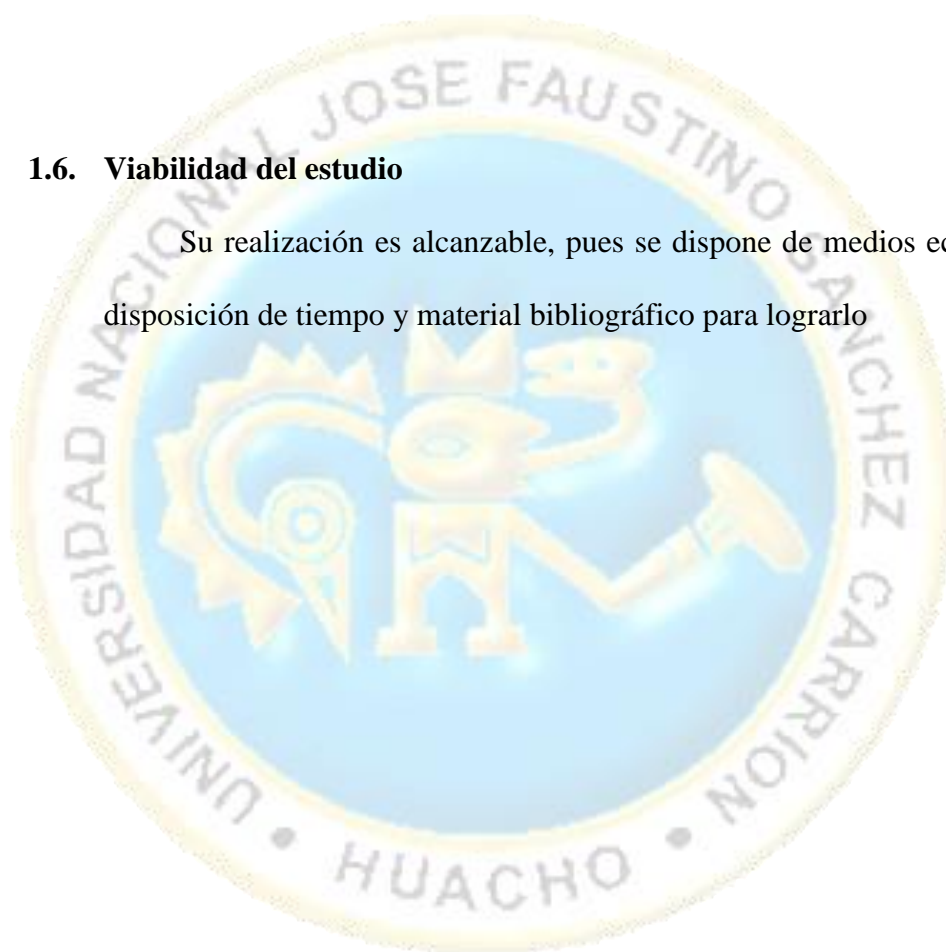 1.6. Viabilidad del estudio
Su realización es alcanzable, pues se dispone de medios
disposición de tiempo y material bibliográfico para lograrlo
UNIVERSIDAD NACIONAL JOSE FAUSTINO SANCHEZ CARRION • HUACHO •